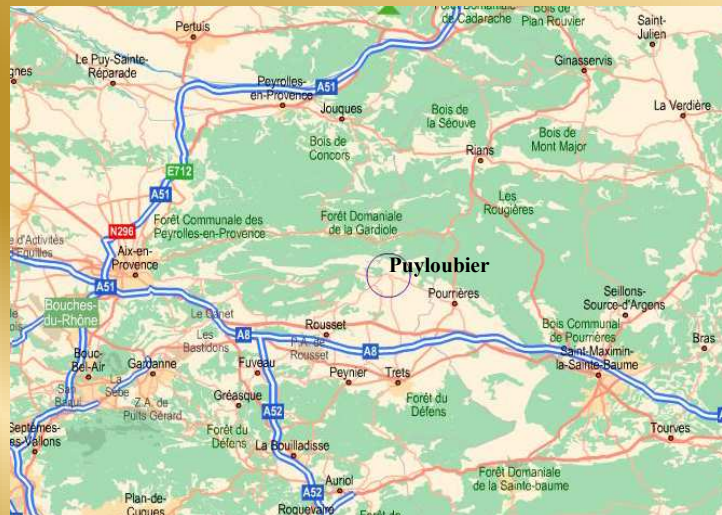 Forêt Domaniale
de Cadarache
Bois de
Plan Rouvier
Saint-
Julien
Pertuis
Le Puy-Sainte-
Réparade
Ginasservis
Peyrolles-
en-Provence
A51
Jouques
Bois de
la Séouve
La Verdière
Bois de
Concors
Bois de
Mont Major
Rians
E712
A51
Les
Rougières
Forêt Communale des
Peyrolles-en-Provence
Forêt Domaniale
de la Gardiole
N296
Aix-en-
Provence
Puyloubier
A51
Bouches-
du-Rhône
Pourrières
Seillons-
Source-d'Argens
Le Canet
Rousset
Les
Bastidons
A8
P.A. de
Rousset
A8
Bois Communal
de Pourrières
Bras
Saint-Maximin-
la-Sainte-Baume
Bouc-
Bel-Air
Gardanne
Fuveau
Peynier
Trets
La
Sèbe
Z.A. de
Puits Gérard
Gréasque
A52
Forêt du
Défens
Forêt du
Défens
Tourves
Septèmes-
es-Vallons
La Bouilladisse
Forêt Domaniale
de la Sainte-baume
A52
Auriol
Plan-de-
Cuques
Roquevaire
Forêt de